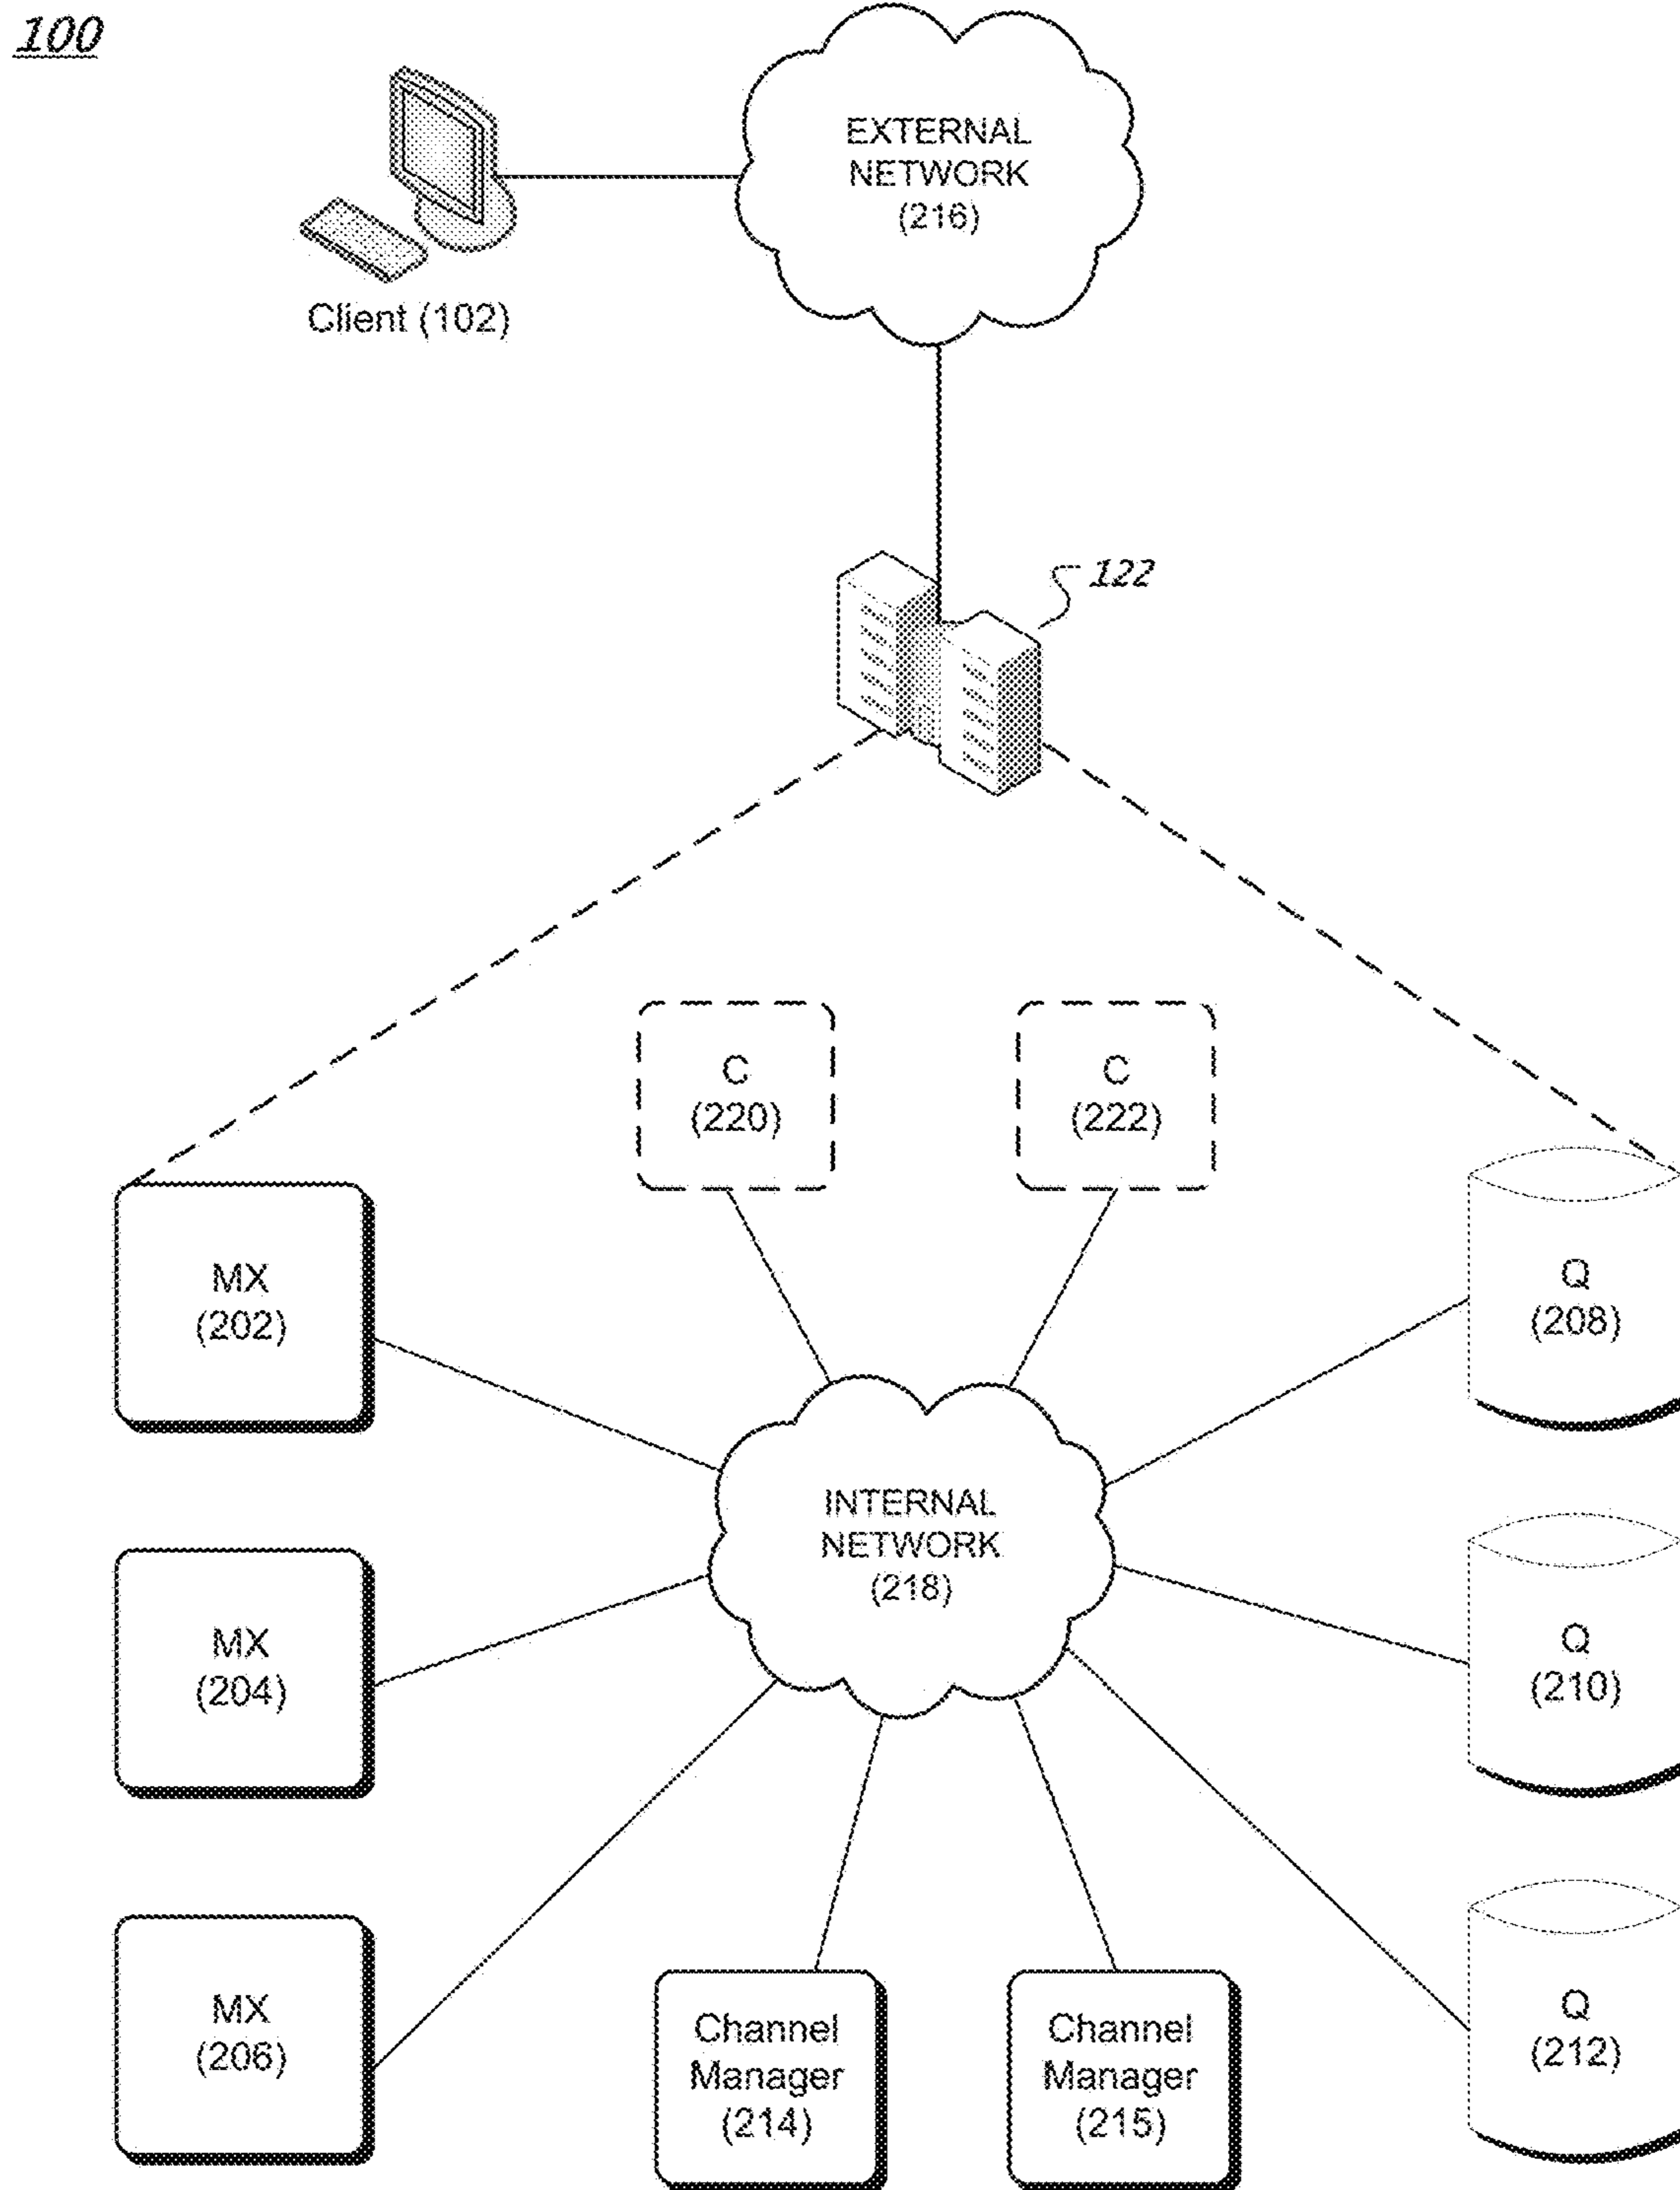 100
EXTERNAL
NETWORK
(216)
Client (102)
122
C
(220)
C
(222)
MX
(202)
Q
(208)
INTERNAL
NETWORK
(218)
MX
(204)
Q
(210)
MX
(206)
Channel
Manager
(214)
Channel
Manager
(215)
Q
(212)